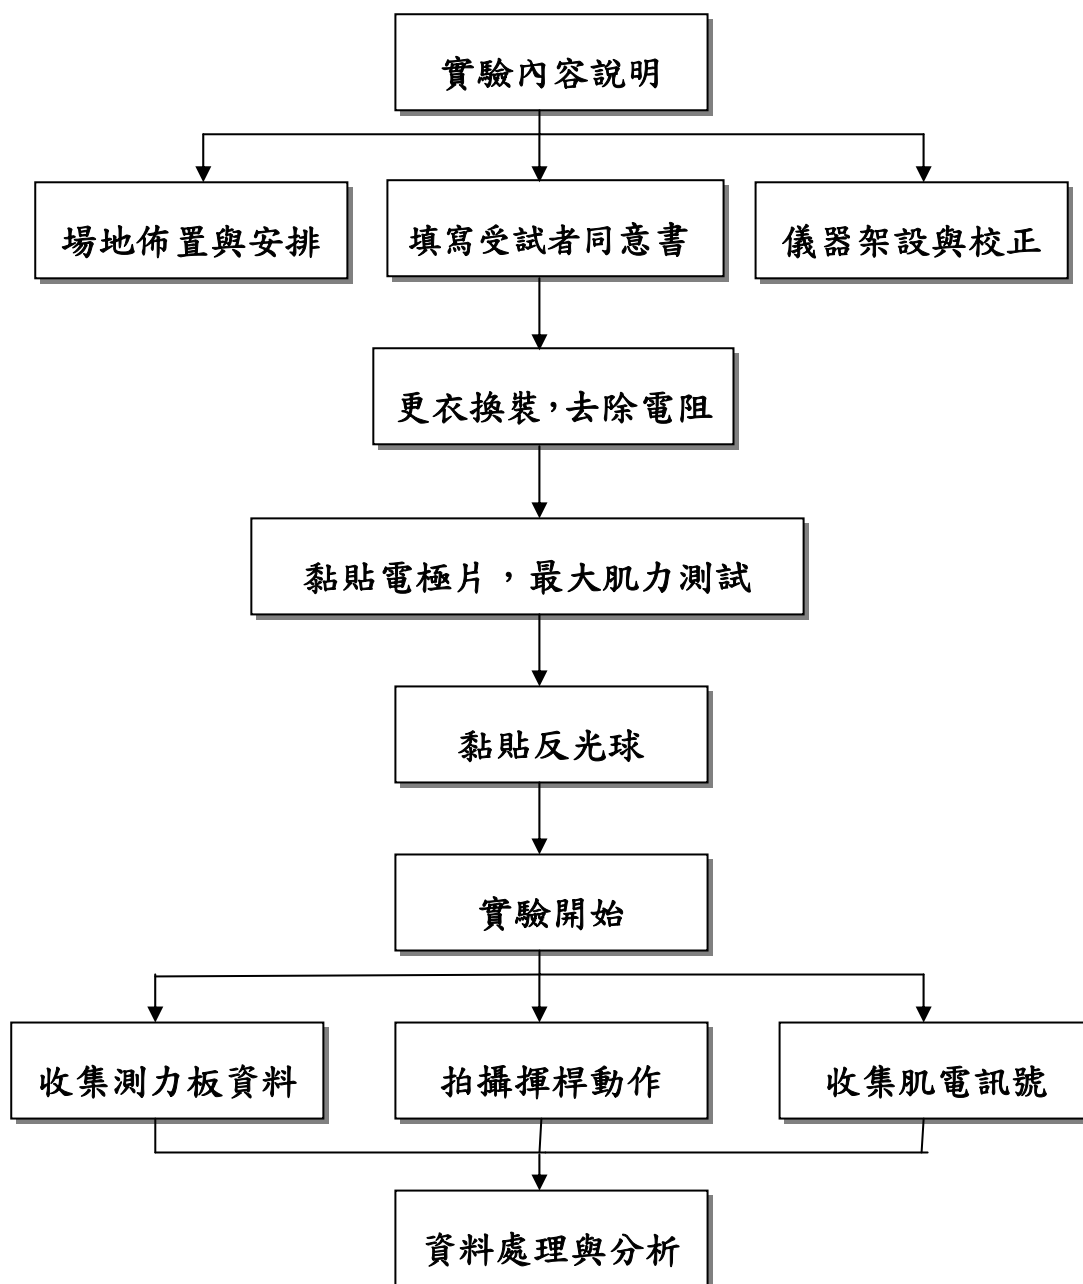 實驗內容說明
場地佈置與安排
填寫受試者同意書
儀器架設與校正
更衣換裝，去除電阻
黏貼電極片，最大肌力測試
黏貼反光球
實驗開始
收集測力板資料
拍攝揮桿動作
收集肌電訊號
資料處理與分析